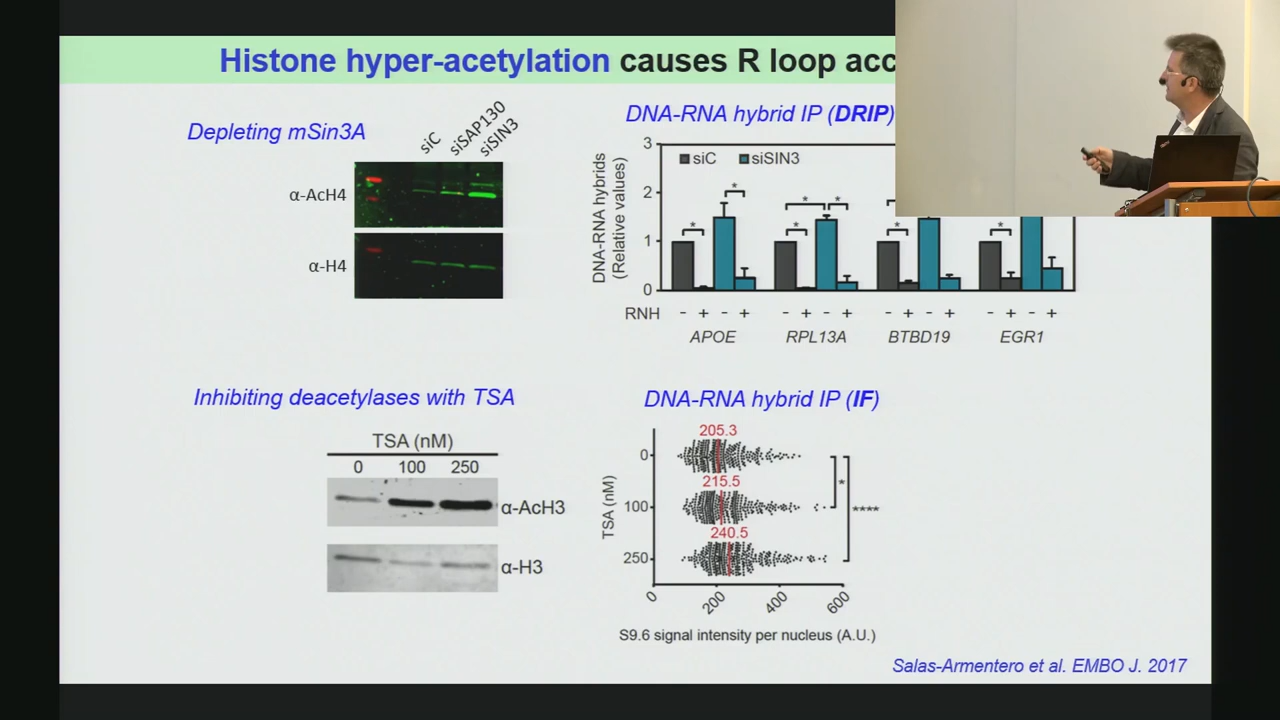 Histone hyper-acetylation causes R loop acc
Depleting mSin3A
siC siSAP130 siSIN3
α-AcH4
α-H4
DNA-RNA hybrid IP (DRIP)
DNA-RNA hybrids
(Relative values)
3
2
1
0
siC siSIN3
* * * * * * * *
RNH - + - + - + - + - + - + - + - +
APOE RPL13A BTBD19 EGR1
Inhibiting deacetylases with TSA
TSA (nM)
0 100 250
α-AcH3
α-H3
DNA-RNA hybrid IP (IF)
TSA (nM)
205.3
0
215.5
100
240.5
250
*
****
0 200 400 600
S9.6 signal intensity per nucleus (A.U.)
Salas-Armentero et al. EMBO J. 2017